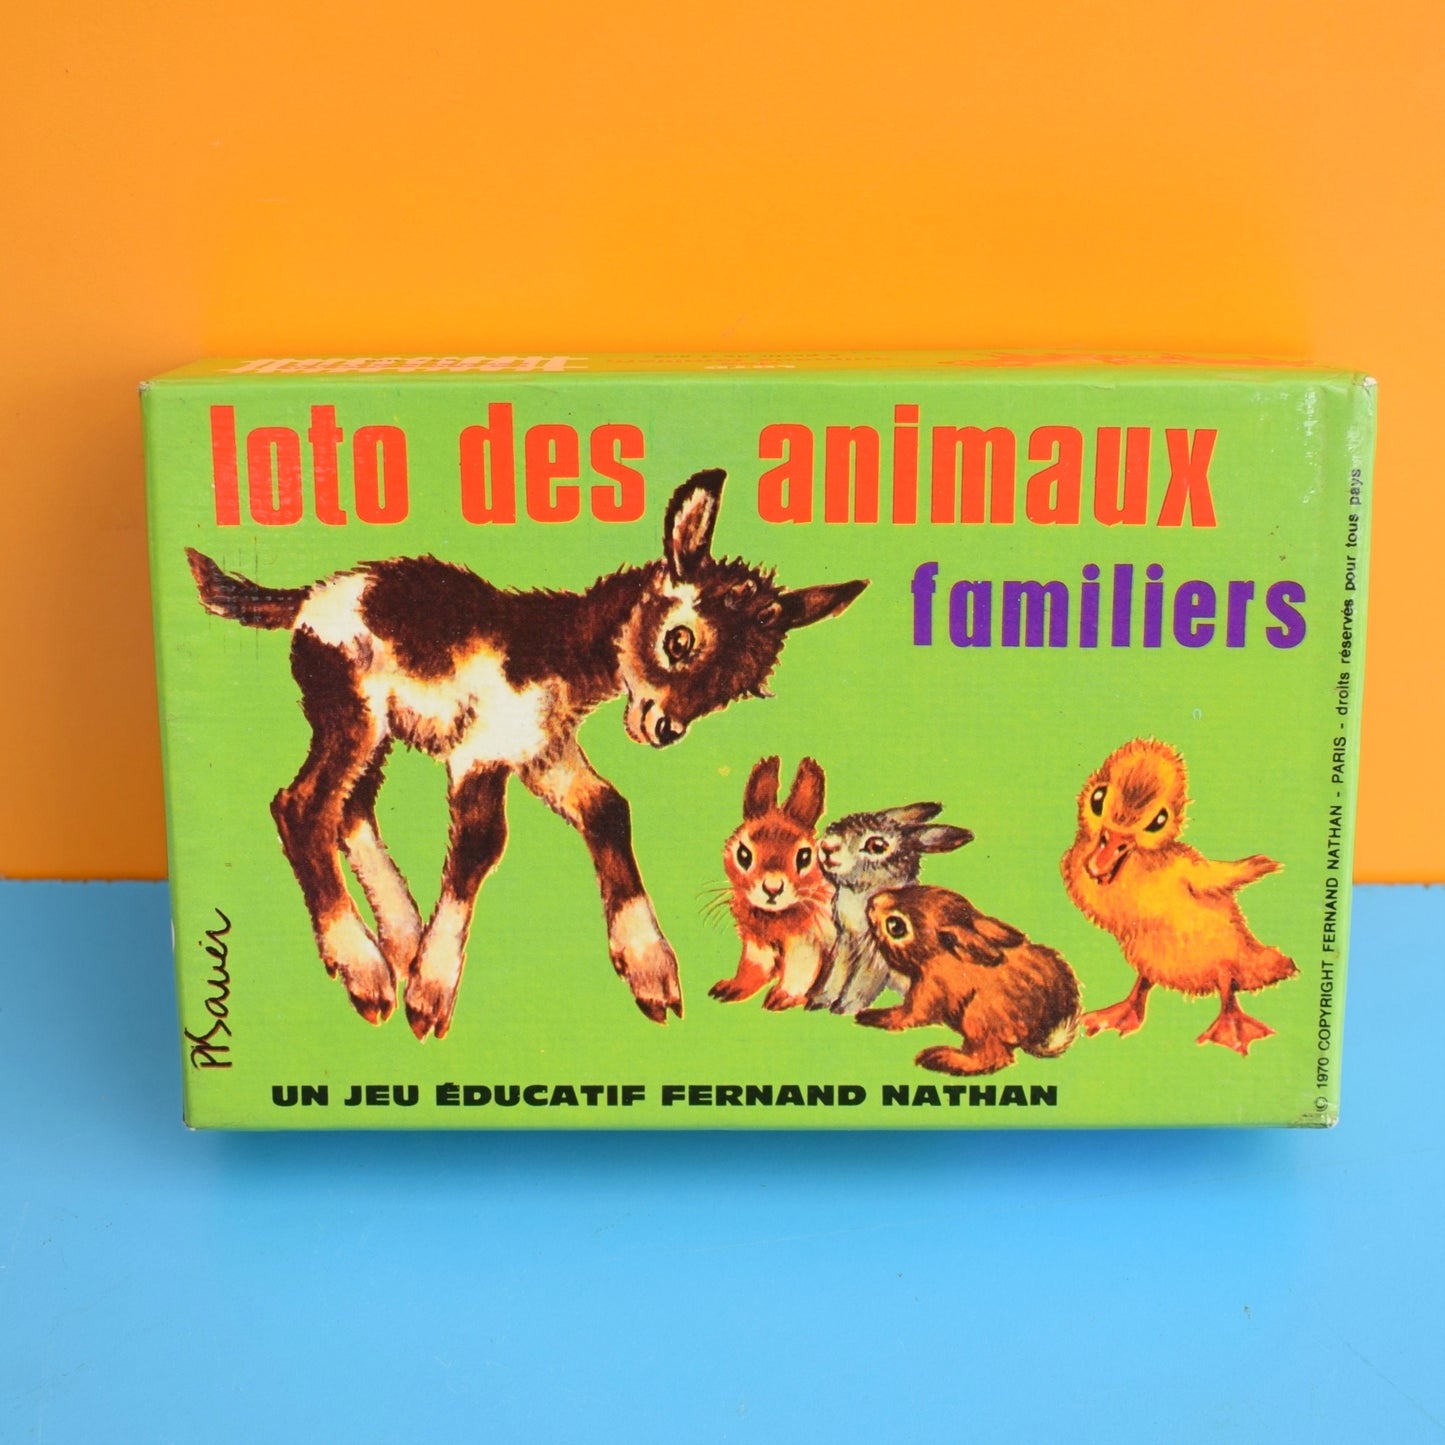 loto des animaux
familiers
PKSavier
UN JEU ÉDUCATIF FERNAND NATHAN
© 1970 COPYRIGHT FERNAND NATHAN - PARIS - droits réservés pour tous pays